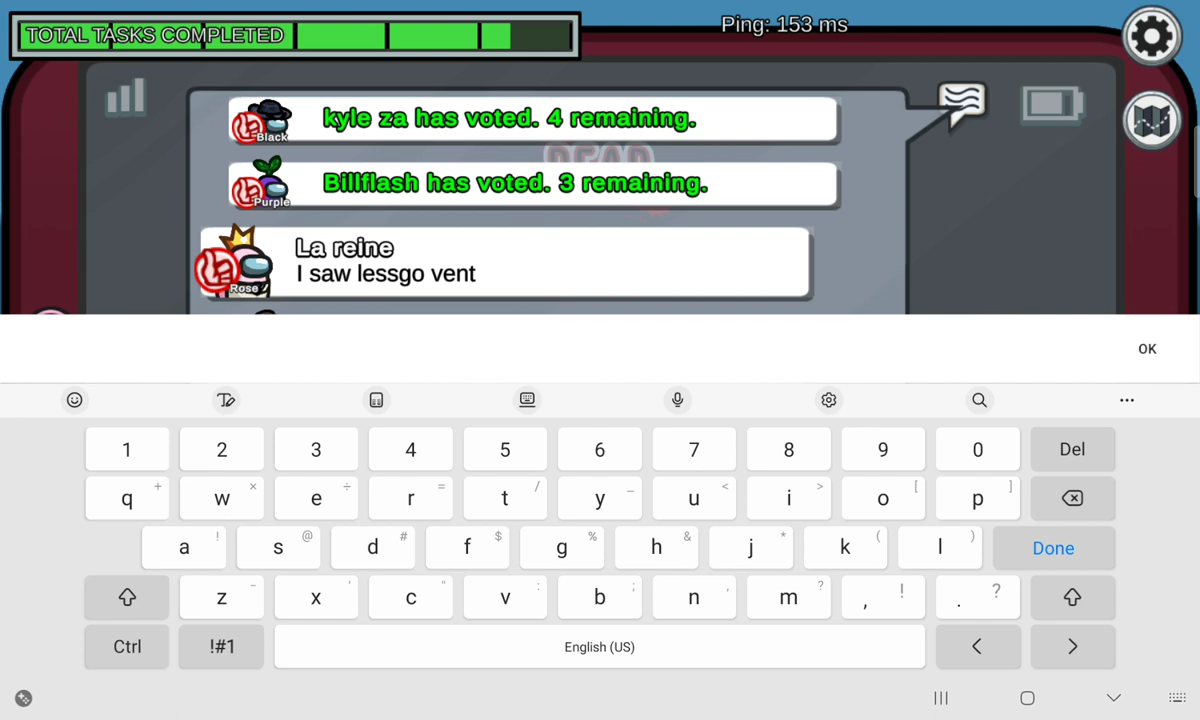 TOTAL TASKS COMPLETED
Ping: 153 ms
kyle za has voted. 4 remaining.
Black
Billflash has voted. 3 remaining.
Purple
La reine
I saw lessgo vent
Rose
OK
1 2 3 4 5 6 7 8 9 0 Del
q + w × e ÷ r = t / y _ u < i > o [ p ]
a ! s @ d # f $ g % h & j * k ( l ) Done
z - x ' c " v : b ; n , m ? , ! . ?
Ctrl !#1 English (US) < >